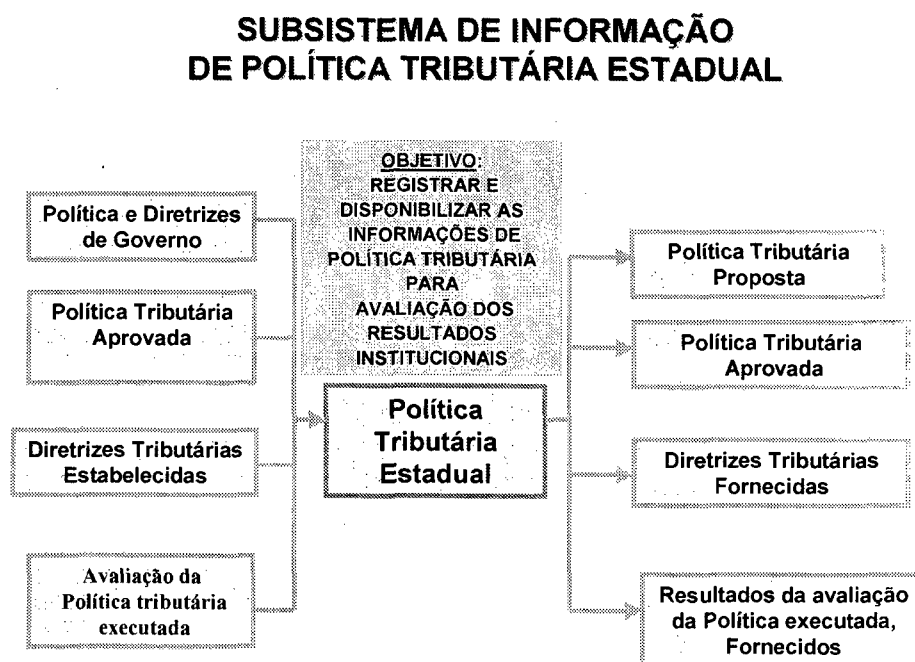 SUBSISTEMA DE INFORMAÇÃO
DE POLÍTICA TRIBUTÁRIA ESTADUAL
OBJETIVO:
REGISTRAR E
DISPONIBILIZAR AS
INFORMAÇÕES DE
POLÍTICA TRIBUTÁRIA
PARA
AVALIAÇÃO DOS
RESULTADOS
INSTITUCIONAIS
Política e Diretrizes
de Governo
Política Tributária
Aprovada
Diretrizes Tributárias
Estabelecidas
Avaliação da
Política tributária
executada
Política
Tributária
Estadual
Política Tributária
Proposta
Política Tributária
Aprovada
Diretrizes Tributárias
Fornecidas
Resultados da avaliação
da Política executada,
Fornecidos